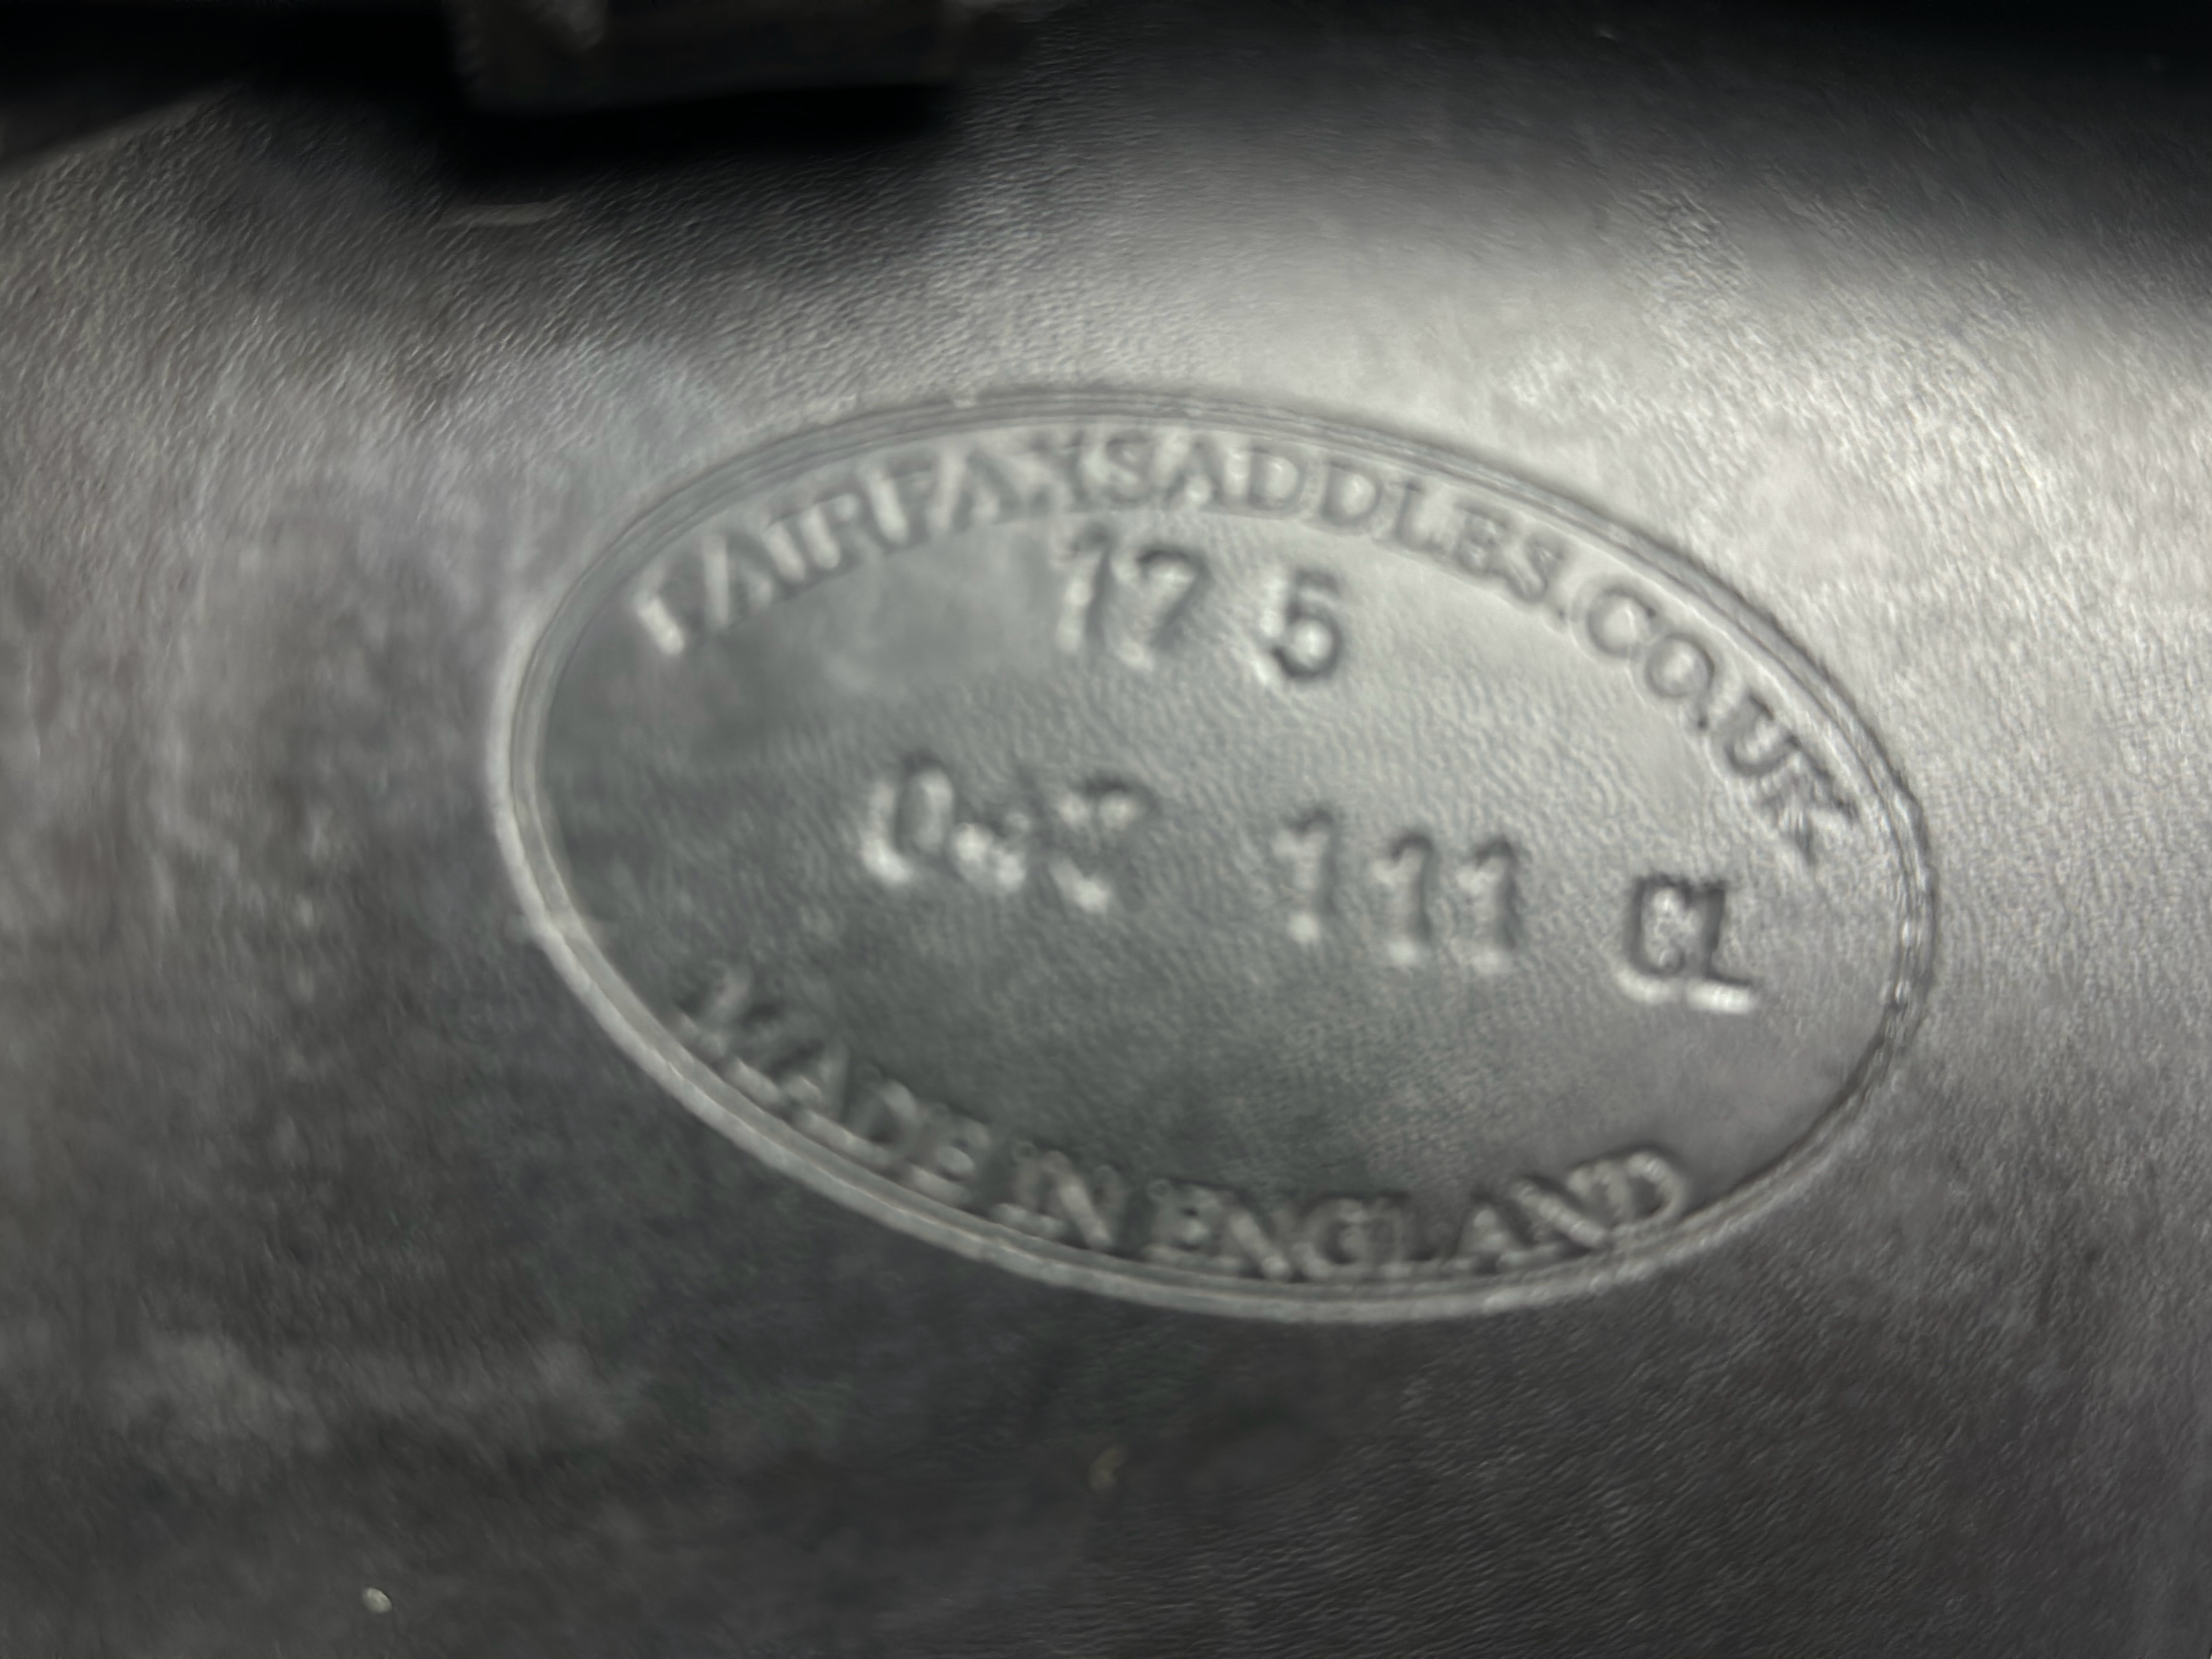 FAIRFAXSADDLES.CO.UK
17 5
111 CL
MADE IN ENGLAND